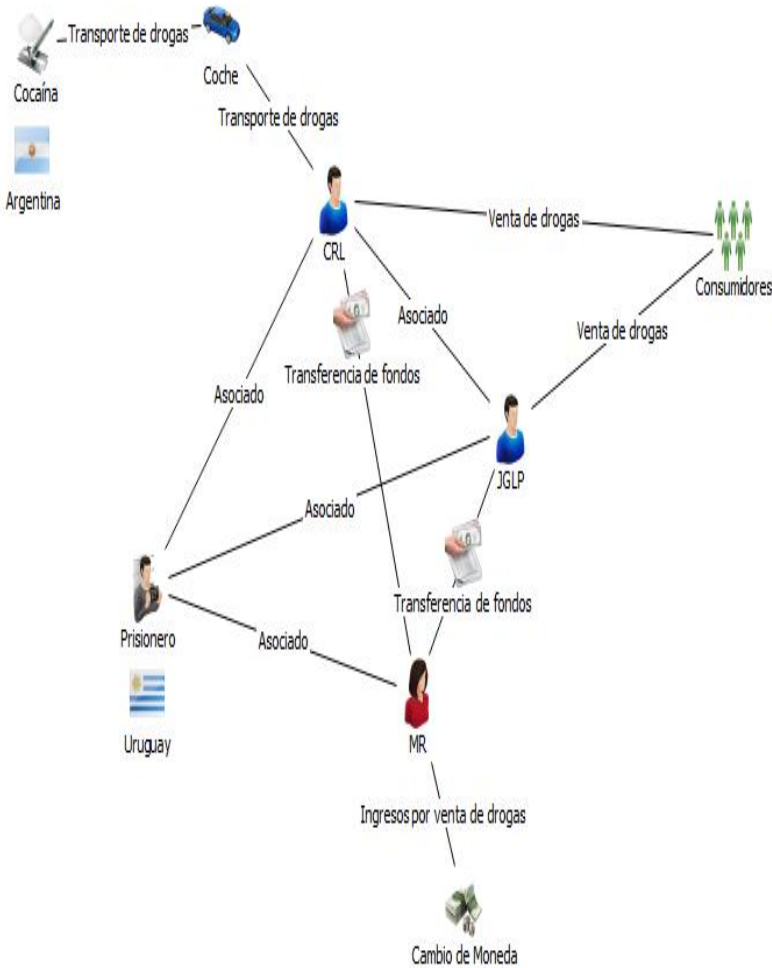 Transporte de drogas
Coche
Cocaína
Transporte de drogas
Argentina
Venta de drogas
CRL
Consumidores
Asociado
Venta de drogas
Transferencia de fondos
Asociado
JGLP
Asociado
Transferencia de fondos
Prisionero
Asociado
Uruguay
MR
Ingresos por venta de drogas
Cambio de Moneda